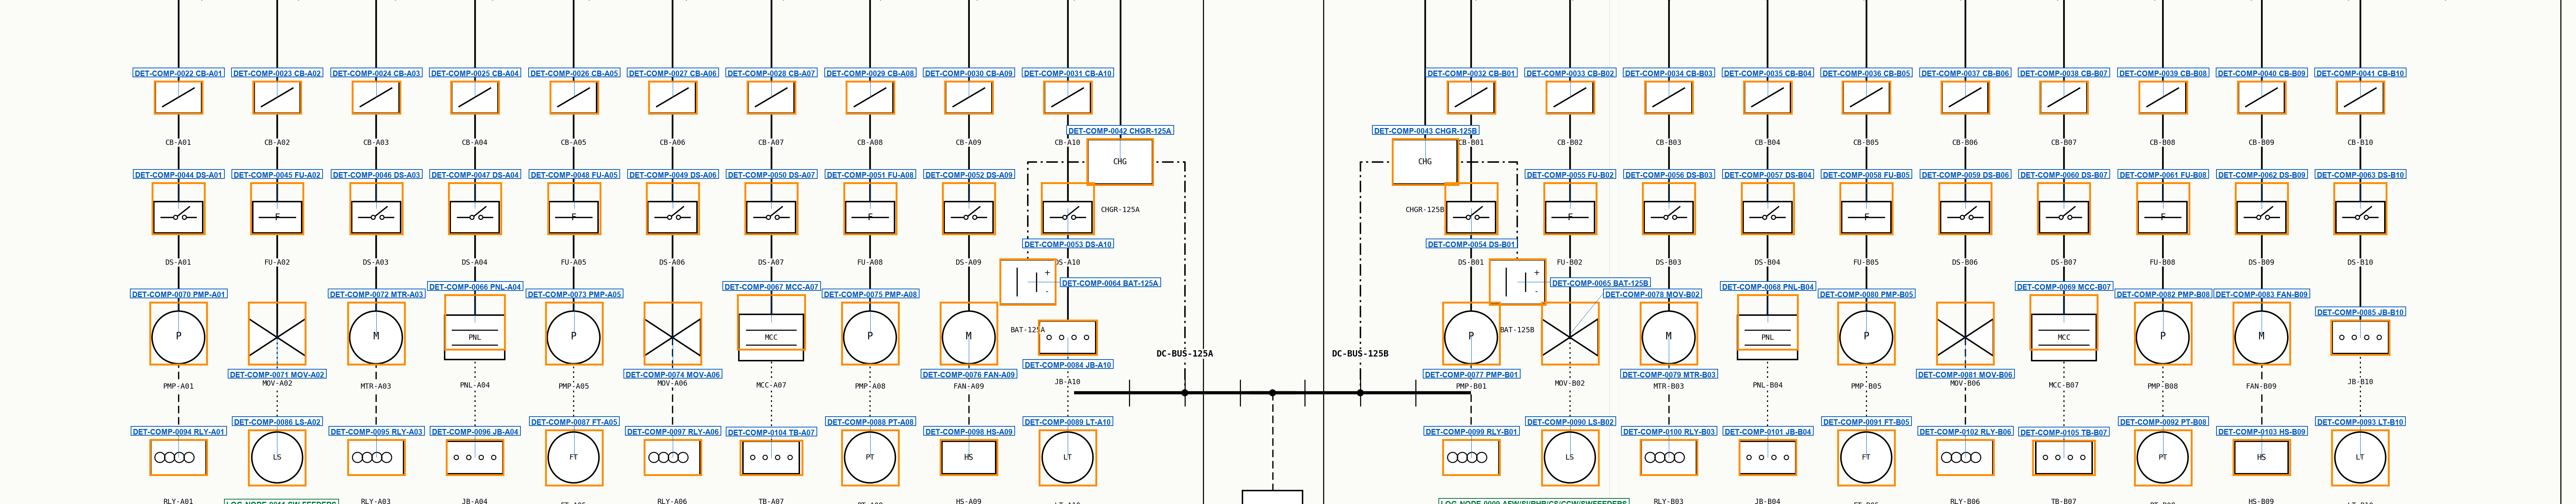 DET-COMP-0022 CB-A01 DET-COMP-0023 CB-A02 DET-COMP-0024 CB-A03 DET-COMP-0025 CB-A04 DET-COMP-0026 CB-A05 DET-COMP-0027 CB-A06 DET-COMP-0028 CB-A07 DET-COMP-0029 CB-A08 DET-COMP-0030 CB-A09 DET-COMP-0031 CB-A10 DET-COMP-0032 CB-B01 DET-COMP-0033 CB-B02 DET-COMP-0034 CB-B03 DET-COMP-0035 CB-B04 DET-COMP-0036 CB-B05 DET-COMP-0037 CB-B06 DET-COMP-0038 CB-B07 DET-COMP-0039 CB-B08 DET-COMP-0040 CB-B09 DET-COMP-0041 CB-B10
DET-COMP-0042 CHGR-125A DET-COMP-0043 CHGR-125B
CB-A01 CB-A02 CB-A03 CB-A04 CB-A05 CB-A06 CB-A07 CB-A08 CB-A09 CB-A10 CB-B01 CB-B02 CB-B03 CB-B04 CB-B05 CB-B06 CB-B07 CB-B08 CB-B09 CB-B10
CHG CHG
DET-COMP-0044 DS-A01 DET-COMP-0045 FU-A02 DET-COMP-0046 DS-A03 DET-COMP-0047 DS-A04 DET-COMP-0048 FU-A05 DET-COMP-0049 DS-A06 DET-COMP-0050 DS-A07 DET-COMP-0051 FU-A08 DET-COMP-0052 DS-A09 DET-COMP-0055 FU-B02 DET-COMP-0056 DS-B03 DET-COMP-0057 DS-B04 DET-COMP-0058 FU-B05 DET-COMP-0059 DS-B06 DET-COMP-0060 DS-B07 DET-COMP-0061 FU-B08 DET-COMP-0062 DS-B09 DET-COMP-0063 DS-B10
CHGR-125A CHGR-125B
F F F F F F
DET-COMP-0053 DS-A10 DET-COMP-0054 DS-B01
DS-A01 FU-A02 DS-A03 DS-A04 FU-A05 DS-A06 DS-A07 FU-A08 DS-A09 DS-A10 DS-B01 FU-B02 DS-B03 DS-B04 FU-B05 DS-B06 DS-B07 FU-B08 DS-B09 DS-B10
+ +
DET-COMP-0064 BAT-125A DET-COMP-0065 BAT-125B
DET-COMP-0066 PNL-A04 DET-COMP-0067 MCC-A07 DET-COMP-0068 PNL-B04 DET-COMP-0069 MCC-B07
- -
DET-COMP-0070 PMP-A01 DET-COMP-0072 MTR-A03 DET-COMP-0073 PMP-A05 DET-COMP-0075 PMP-A08 DET-COMP-0078 MOV-B02 DET-COMP-0080 PMP-B05 DET-COMP-0082 PMP-B08 DET-COMP-0083 FAN-B09
DET-COMP-0085 JB-B10
BAT-125A BAT-125B
P M PNL P MCC P M P M PNL P MCC P M
DC-BUS-125A DC-BUS-125B
DET-COMP-0084 JB-A10
DET-COMP-0071 MOV-A02 DET-COMP-0074 MOV-A06 DET-COMP-0076 FAN-A09 DET-COMP-0077 PMP-B01 DET-COMP-0079 MTR-B03 DET-COMP-0081 MOV-B06
PMP-A01 MOV-A02 MTR-A03 PNL-A04 PMP-A05 MOV-A06 MCC-A07 PMP-A08 FAN-A09 JB-A10 PMP-B01 MOV-B02 MTR-B03 PNL-B04 PMP-B05 MOV-B06 MCC-B07 PMP-B08 FAN-B09 JB-B10
DET-COMP-0086 LS-A02 DET-COMP-0087 FT-A05 DET-COMP-0088 PT-A08 DET-COMP-0089 LT-A10 DET-COMP-0090 LS-B02 DET-COMP-0091 FT-B05 DET-COMP-0092 PT-B08 DET-COMP-0093 LT-B10
DET-COMP-0094 RLY-A01 DET-COMP-0095 RLY-A03 DET-COMP-0096 JB-A04 DET-COMP-0097 RLY-A06 DET-COMP-0104 TB-A07 DET-COMP-0098 HS-A09 DET-COMP-0099 RLY-B01 DET-COMP-0100 RLY-B03 DET-COMP-0101 JB-B04 DET-COMP-0102 RLY-B06 DET-COMP-0105 TB-B07 DET-COMP-0103 HS-B09
LS FT PT HS LT LS FT PT HS LT
RLY-A01 RLY-A03 JB-A04 RLY-A06 TB-A07 HS-A09 RLY-B03 JB-B04 RLY-B06 TB-B07 HS-B09